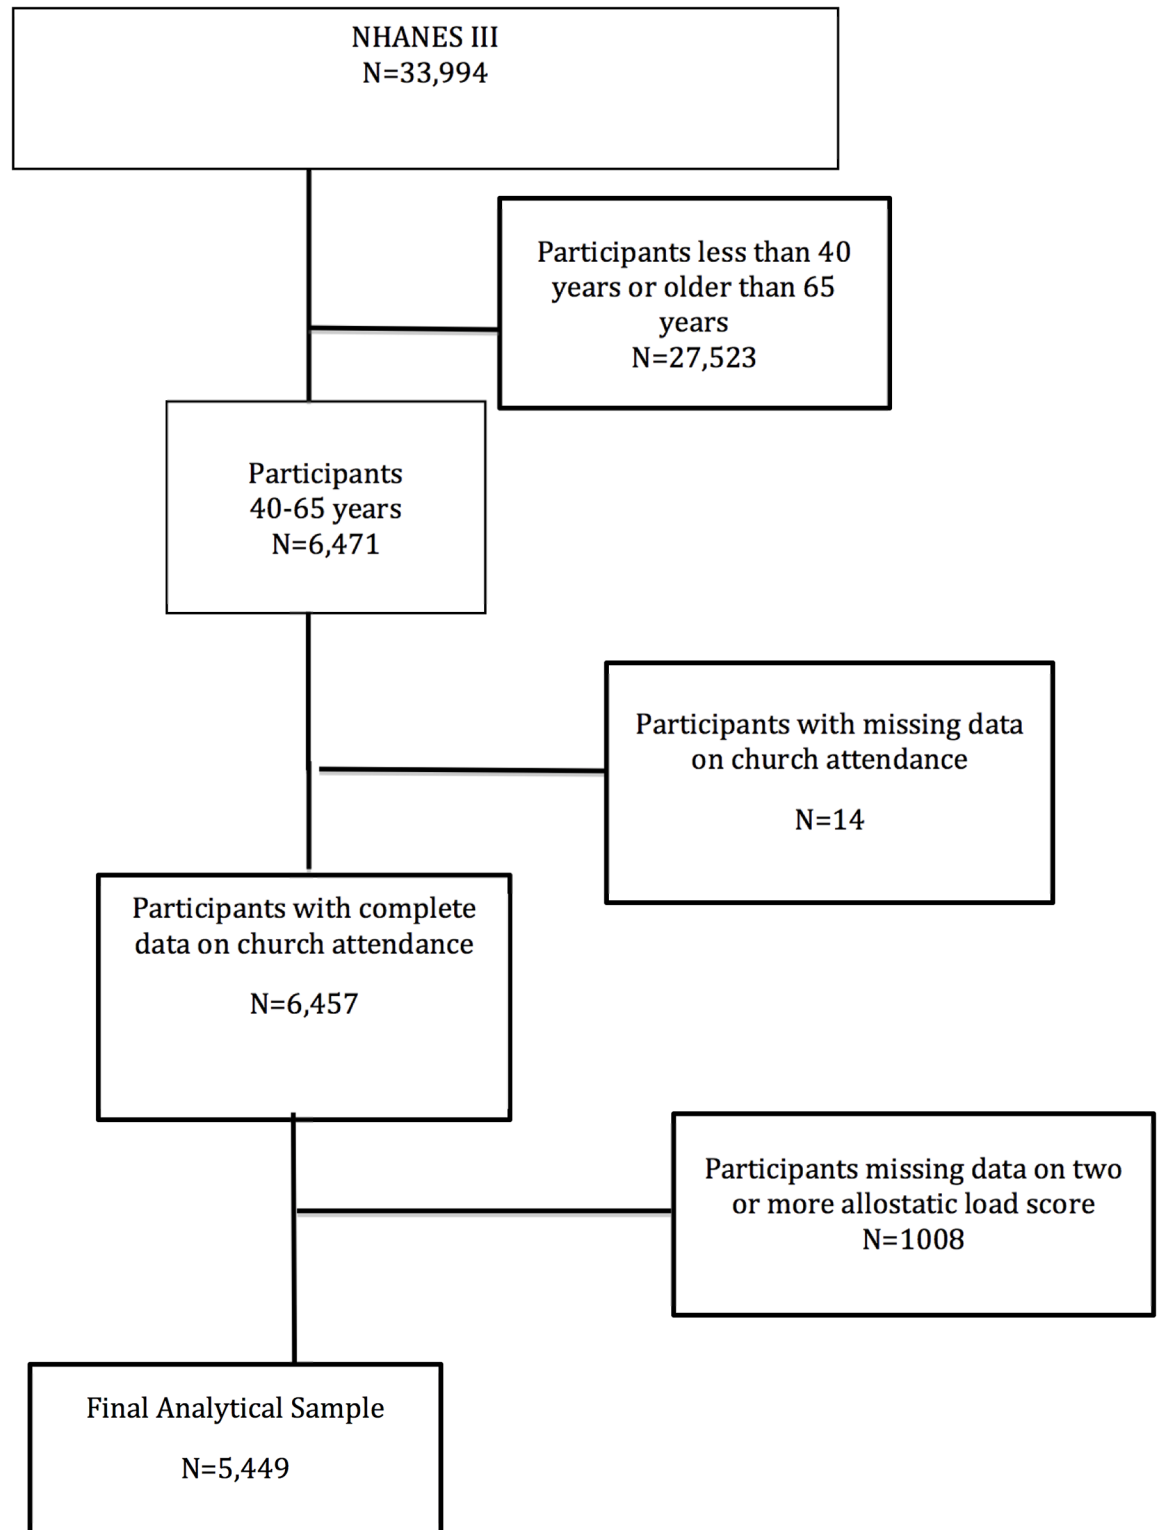 NHANES III
N=33,994
Participants less than 40
years or older than 65
years
N=27,523
Participants
40-65 years
N=6,471
Participants with missing data
on church attendance
N=14
Participants with complete
data on church attendance
N=6,457
Participants missing data on two
or more allostatic load score
N=1008
Final Analytical Sample
N=5,449